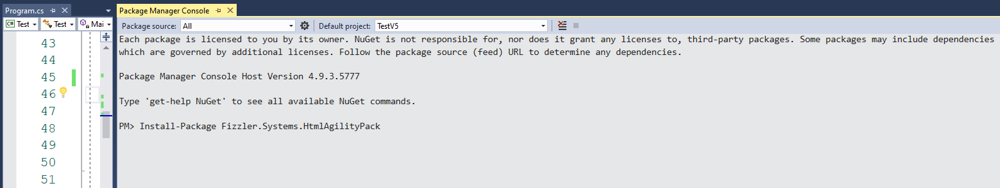 Program.cs
Package Manager Console
C# Test
Test
Mai
Package source: All
Default project: TestV5
43
44
45
46
47
48
49
50
51
Each package is licensed to you by its owner. NuGet is not responsible for, nor does it grant any licenses to, third-party packages. Some packages may include dependencies
which are governed by additional licenses. Follow the package source (feed) URL to determine any dependencies.
Package Manager Console Host Version 4.9.3.5777
Type 'get-help NuGet' to see all available NuGet commands.
PM> Install-Package Fizzler.Systems.HtmlAgilityPack